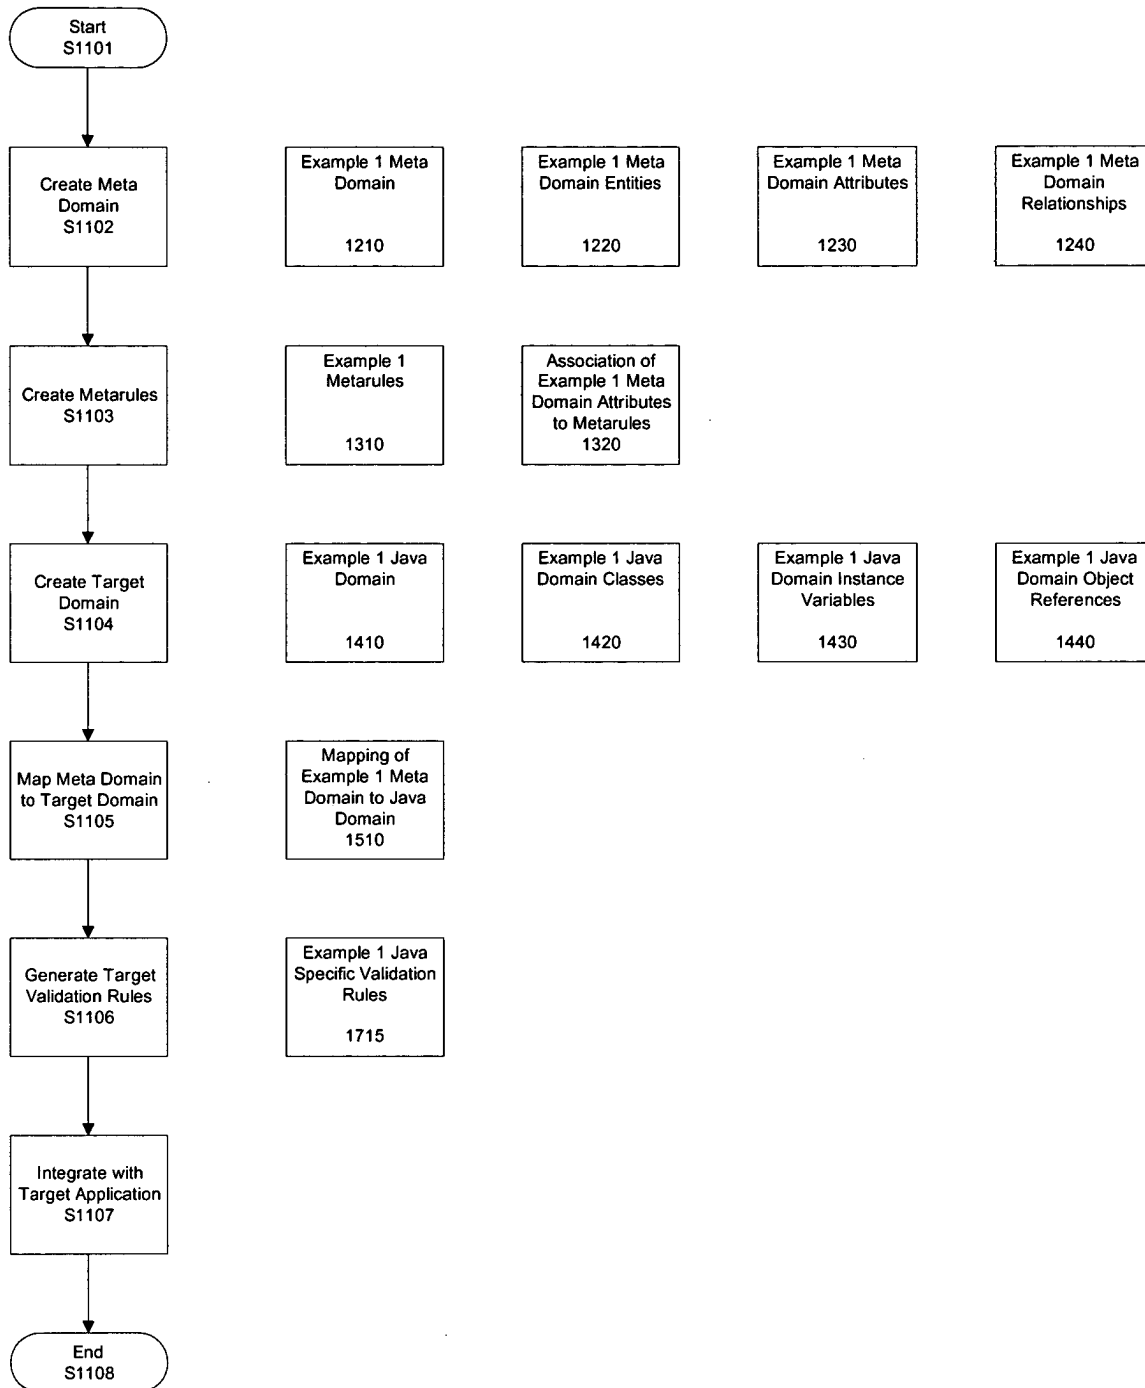 Start
S1101
Create Meta
Domain
S1102
Example 1 Meta
Domain
1210
Example 1 Meta
Domain Entities
1220
Example 1 Meta
Domain Attributes
1230
Example 1 Meta
Domain
Relationships
1240
Create Metarules
S1103
Example 1
Metarules
1310
Association of
Example 1 Meta
Domain Attributes
to Metarules
1320
Create Target
Domain
S1104
Example 1 Java
Domain
1410
Example 1 Java
Domain Classes
1420
Example 1 Java
Domain Instance
Variables
1430
Example 1 Java
Domain Object
References
1440
Map Meta Domain
to Target Domain
S1105
Mapping of
Example 1 Meta
Domain to Java
Domain
1510
Generate Target
Validation Rules
S1106
Example 1 Java
Specific Validation
Rules
1715
Integrate with
Target Application
S1107
End
S1108